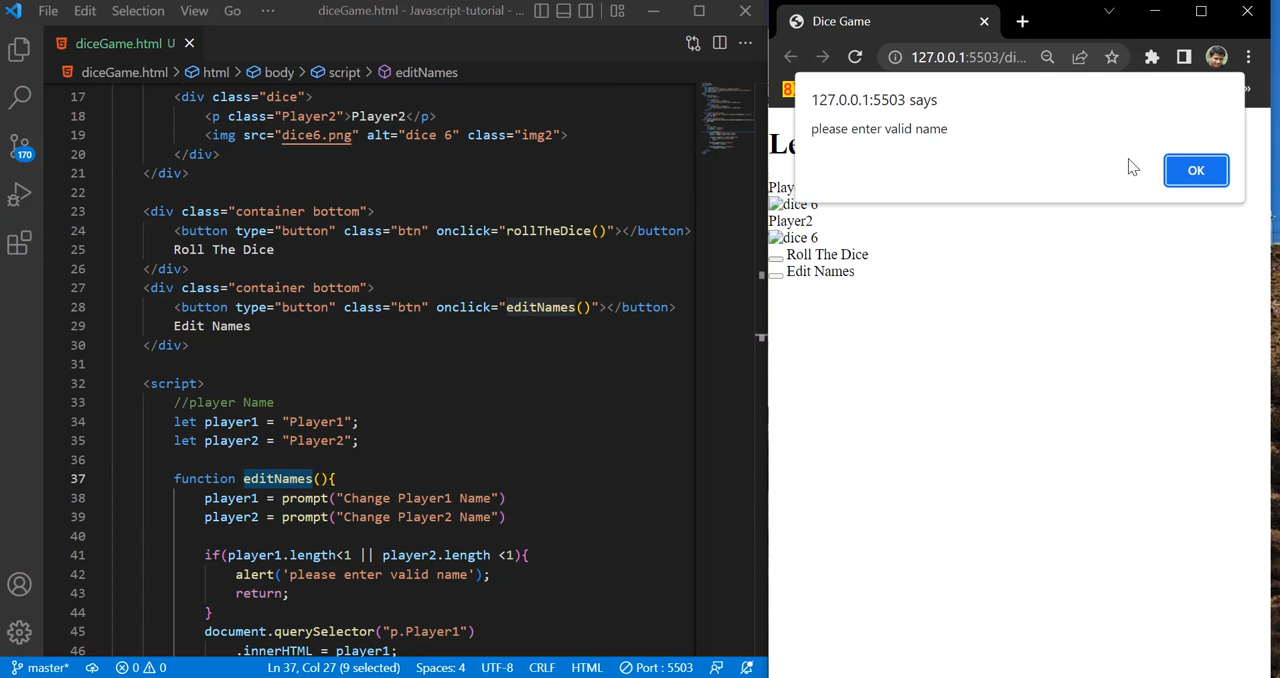 File Edit Selection View Go ··· diceGame.html - Javascript-tutorial - ...
diceGame.html U
diceGame.html > html > body > script > editNames
17 <div class="dice">
18 <p class="Player2">Player2</p>
19 <img src="dice6.png" alt="dice 6" class="img2">
20 </div>
21 </div>
22
23 <div class="container bottom">
24 <button type="button" class="btn" onclick="rollTheDice()"></button>
25 Roll The Dice
26 </div>
27 <div class="container bottom">
28 <button type="button" class="btn" onclick="editNames()"></button>
29 Edit Names
30 </div>
31
32 <script>
33 //player Name
34 let player1 = "Player1";
35 let player2 = "Player2";
36
37 function editNames(){
38 player1 = prompt("Change Player1 Name")
39 player2 = prompt("Change Player2 Name")
40
41 if(player1.length<1 || player2.length <1){
42 alert('please enter valid name');
43 return;
44 }
45 document.querySelector("p.Player1")
46 .innerHTML = player1;
170
master* 0 0 Ln 37, Col 27 (9 selected) Spaces: 4 UTF-8 CRLF HTML Port : 5503
Dice Game
127.0.0.1:5503/di...
127.0.0.1:5503 says
please enter valid name
OK
Le
Play
dice 6
Player2
dice 6
Roll The Dice
Edit Names